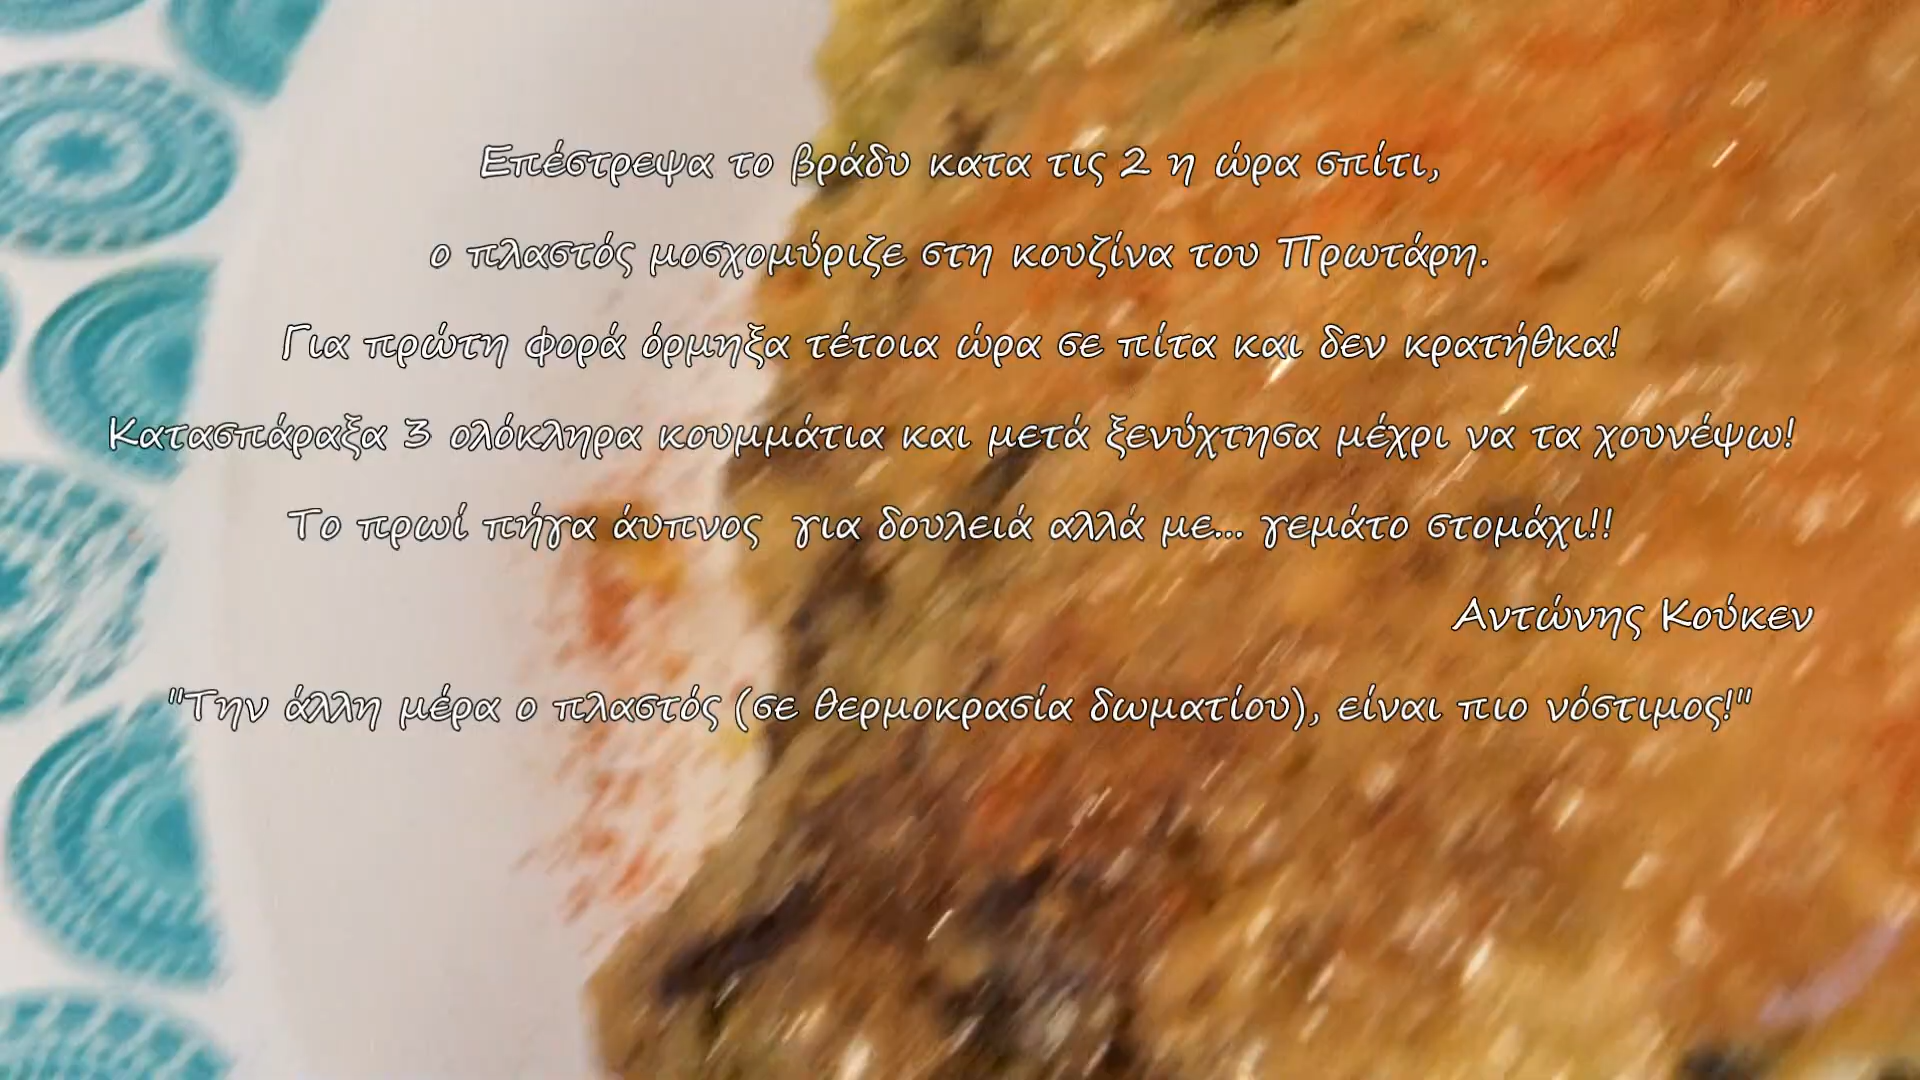 Επέστρεψα το βράδυ κατα τις 2 η ώρα σπίτι,
ο πλαστός μοσχομύριζε στη κουζίνα του Πρωτάρη.
Για πρώτη φορά όρμηξα τέτοια ώρα σε πίτα και δεν κρατήθκα!
Κατασπάραξα 3 ολόκληρα κουμμάτια και μετά ξενύχτησα μέχρι να τα χουνέψω!
Το πρωί πήγα άυπνος  για δουλειά αλλά με... γεμάτο στομάχι!!
Αντώνης Κούκεν
"Την άλλη μέρα ο πλαστός (σε θερμοκρασία δωματίου), είναι πιο νόστιμος!"